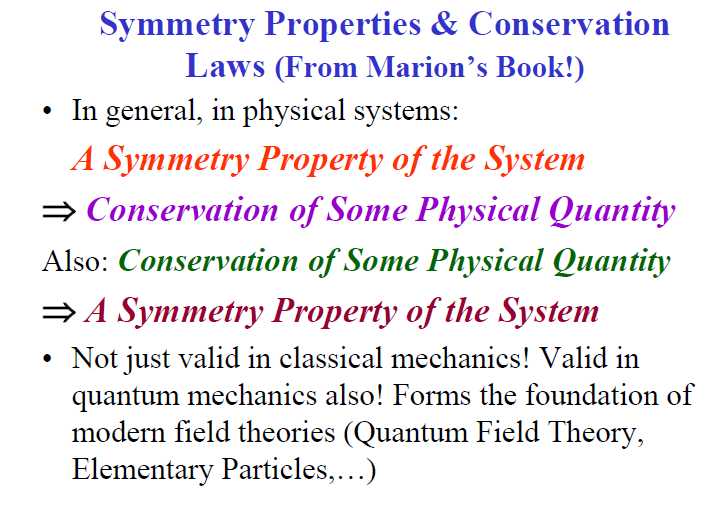 Symmetry Properties & Conservation
Laws (From Marion’s Book!)
• In general, in physical systems:
A Symmetry Property of the System
⇒ Conservation of Some Physical Quantity
Also: Conservation of Some Physical Quantity
⇒ A Symmetry Property of the System
• Not just valid in classical mechanics! Valid in
quantum mechanics also! Forms the foundation of
modern field theories (Quantum Field Theory,
Elementary Particles,…)